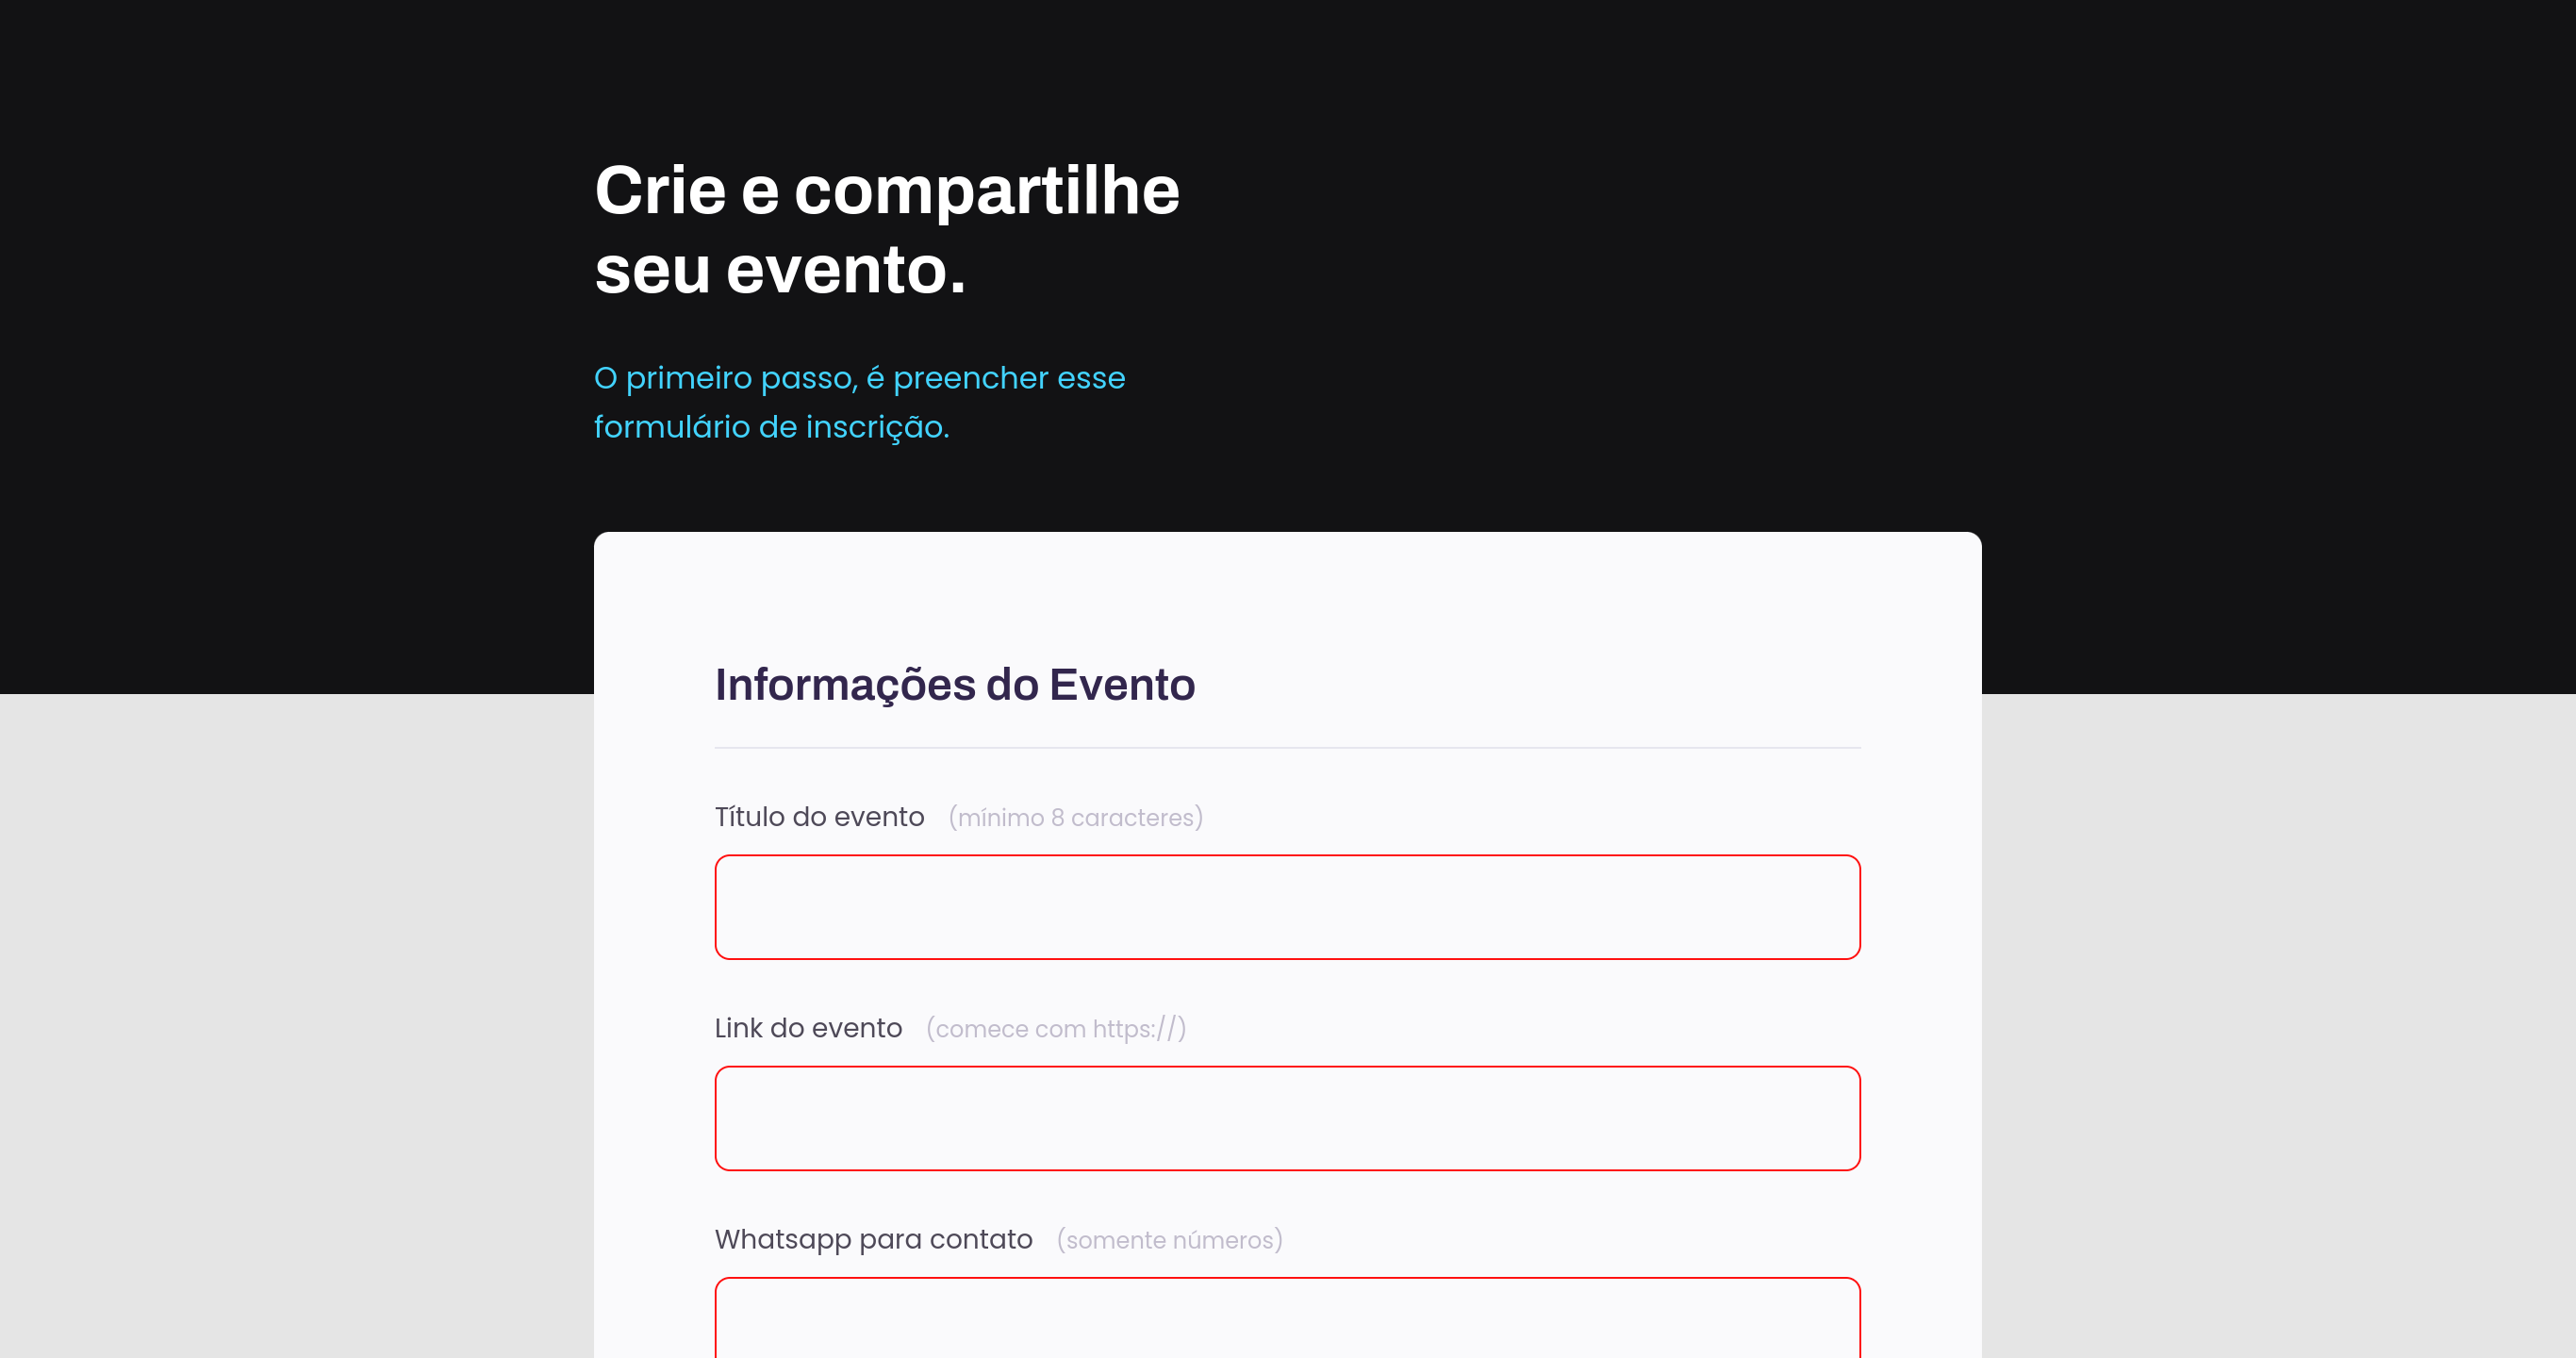 Crie e compartilhe
seu evento.
O primeiro passo, é preencher esse
formulário de inscrição.
Informações do Evento
Título do evento (mínimo 8 caracteres)
Link do evento (comece com https://)
Whatsapp para contato (somente números)